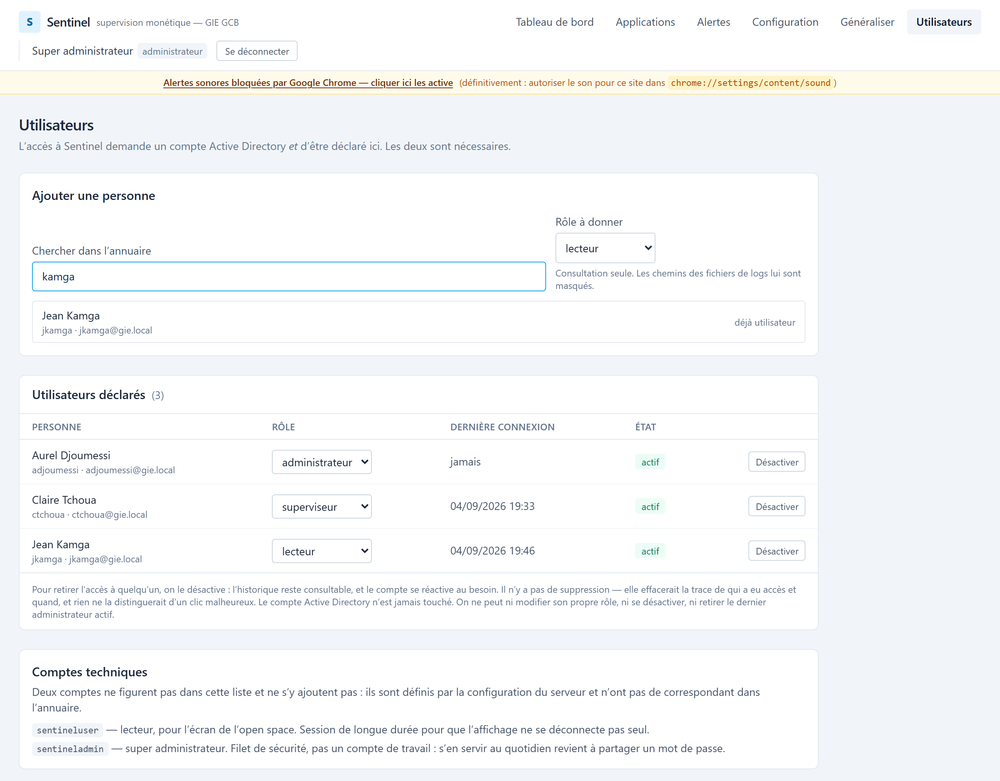 S Sentinel supervision monétique — GIE GCB
Tableau de bord Applications Alertes Configuration Généraliser Utilisateurs
Super administrateur administrateur Se déconnecter
Alertes sonores bloquées par Google Chrome — cliquer ici les active (définitivement : autoriser le son pour ce site dans chrome://settings/content/sound )
Utilisateurs
L’accès à Sentinel demande un compte Active Directory et d’être déclaré ici. Les deux sont nécessaires.
Ajouter une personne
Chercher dans l’annuaire
kamga
Rôle à donner
lecteur
Consultation seule. Les chemins des fichiers de logs lui sont
masqués.
Jean Kamga
jkamga · jkamga@gie.local
déjà utilisateur
Utilisateurs déclarés (3)
PERSONNE RÔLE DERNIÈRE CONNEXION ÉTAT
Aurel Djoumessi
adjoumessi · adjoumessi@gie.local
administrateur jamais actif Désactiver
Claire Tchoua
ctchoua · ctchoua@gie.local
superviseur 04/09/2026 19:33 actif Désactiver
Jean Kamga
jkamga · jkamga@gie.local
lecteur 04/09/2026 19:46 actif Désactiver
Pour retirer l’accès à quelqu’un, on le désactive : l’historique reste consultable, et le compte se réactive au besoin. Il n’y a pas de suppression — elle effacerait la trace de qui a eu accès et
quand, et rien ne la distinguerait d’un clic malheureux. Le compte Active Directory n’est jamais touché. On ne peut ni modifier son propre rôle, ni se désactiver, ni retirer le dernier
administrateur actif.
Comptes techniques
Deux comptes ne figurent pas dans cette liste et ne s’y ajoutent pas : ils sont définis par la configuration du serveur et n’ont pas de correspondant dans
l’annuaire.
sentineluser — lecteur, pour l’écran de l’open space. Session de longue durée pour que l’affichage ne se déconnecte pas seul.
sentineladmin — super administrateur. Filet de sécurité, pas un compte de travail : s’en servir au quotidien revient à partager un mot de passe.